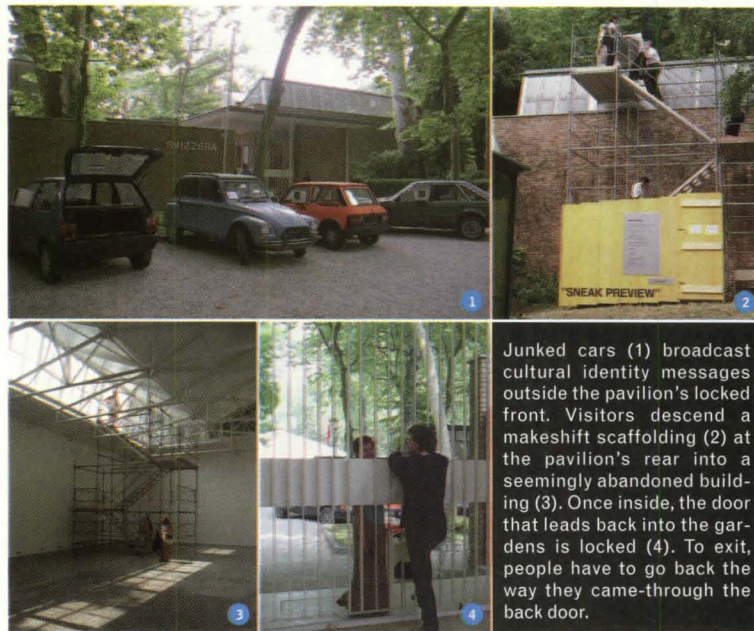 SVIZZERA
1
"SNEAK PREVIEW"
2
3
4
Junked cars (1) broadcast
cultural identity messages
outside the pavilion's locked
front. Visitors descend a
makeshift scaffolding (2) at
the pavilion's rear into a
seemingly abandoned build-
ing (3). Once inside, the door
that leads back into the gar-
dens is locked (4). To exit,
people have to go back the
way they came-through the
back door.